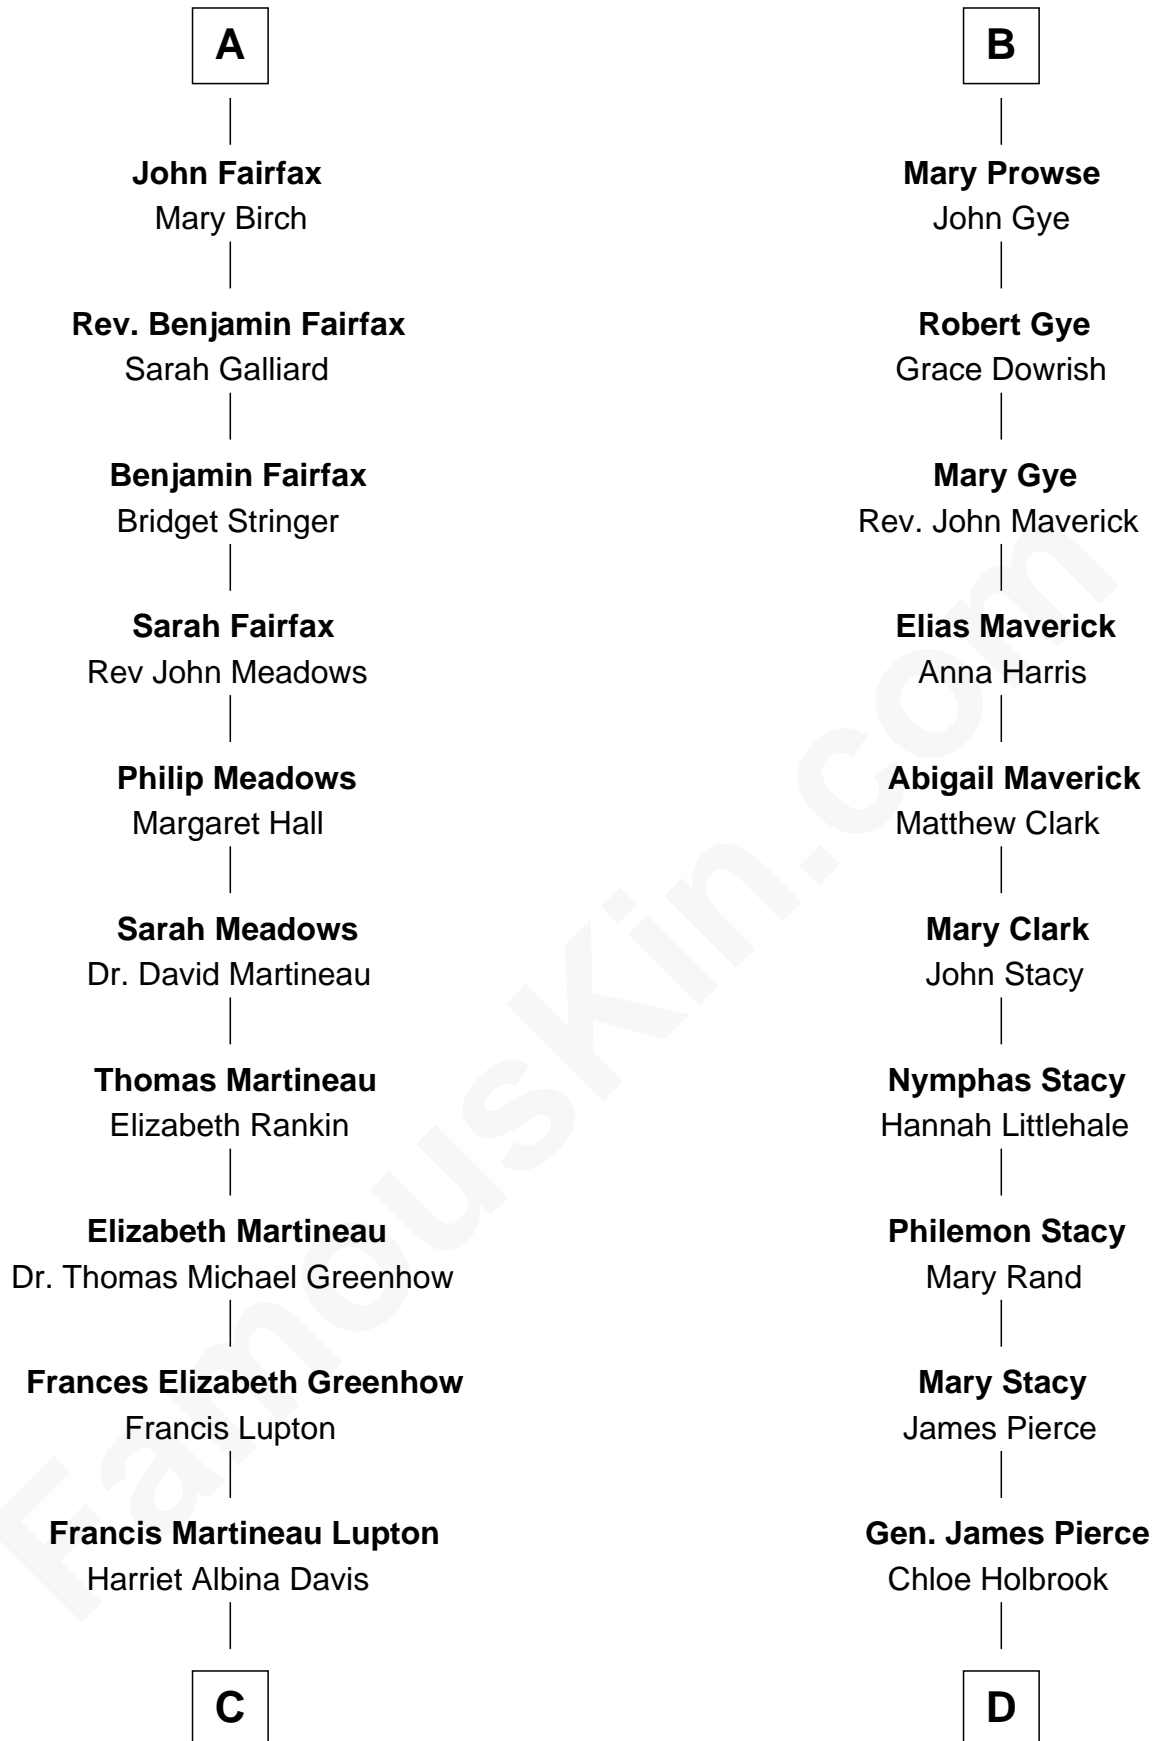 A
John Fairfax
Mary Birch
Rev. Benjamin Fairfax
Sarah Galliard
Benjamin Fairfax
Bridget Stringer
Sarah Fairfax
Rev John Meadows
Philip Meadows
Margaret Hall
Sarah Meadows
Dr. David Martineau
Thomas Martineau
Elizabeth Rankin
Elizabeth Martineau
Dr. Thomas Michael Greenhow
Frances Elizabeth Greenhow
Francis Lupton
Francis Martineau Lupton
Harriet Albina Davis
C
B
Mary Prowse
John Gye
Robert Gye
Grace Dowrish
Mary Gye
Rev. John Maverick
Elias Maverick
Anna Harris
Abigail Maverick
Matthew Clark
Mary Clark
John Stacy
Nymphas Stacy
Hannah Littlehale
Philemon Stacy
Mary Rand
Mary Stacy
James Pierce
Gen. James Pierce
Chloe Holbrook
D
FamousKin.com